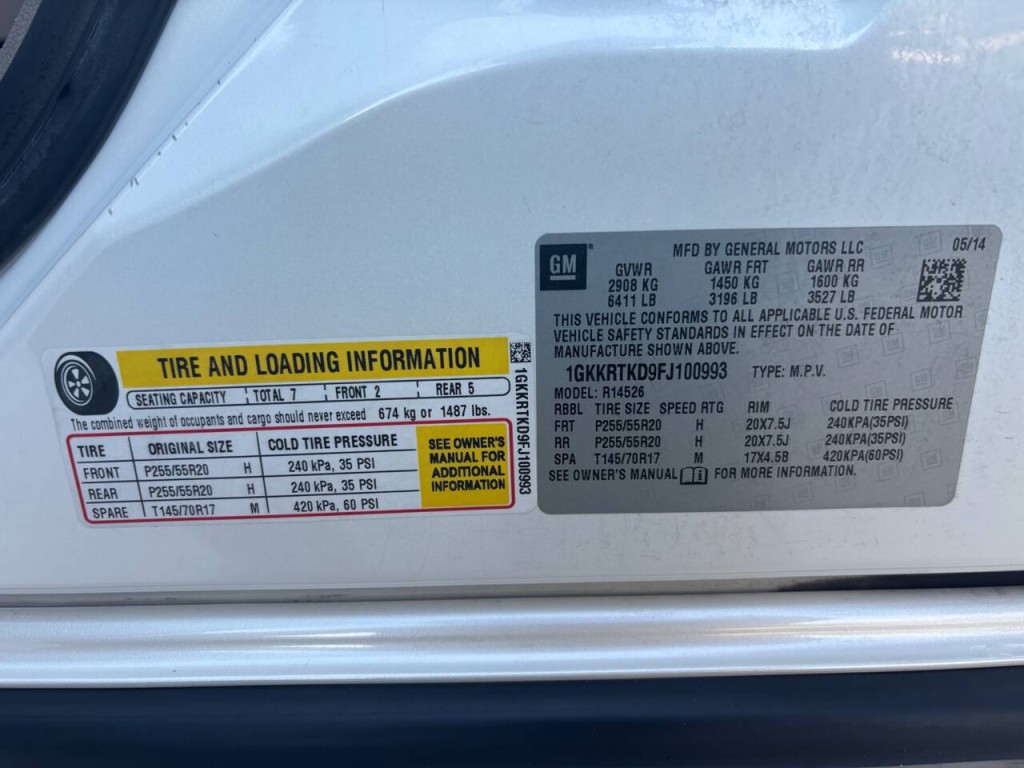 TIRE AND LOADING INFORMATION
SEATING CAPACITY TOTAL 7 FRONT 2 REAR 5
The combined weight of occupants and cargo should never exceed 674 kg or 1487 lbs.
TIRE ORIGINAL SIZE COLD TIRE PRESSURE
FRONT P255/55R20 H 240 kPa, 35 PSI
REAR P255/55R20 H 240 kPa, 35 PSI
SPARE T145/70R17 M 420 kPa, 60 PSI
SEE OWNER'S
MANUAL FOR
ADDITIONAL
INFORMATION
1GKKRTKD9FJ100993
GM®
MFD BY GENERAL MOTORS LLC 05/14
GVWR GAWR FRT GAWR RR
2908 KG 1450 KG 1600 KG
6411 LB 3196 LB 3527 LB
THIS VEHICLE CONFORMS TO ALL APPLICABLE U.S. FEDERAL MOTOR
VEHICLE SAFETY STANDARDS IN EFFECT ON THE DATE OF
MANUFACTURE SHOWN ABOVE.
1GKKRTKD9FJ100993 TYPE: M.P.V.
MODEL: R14526
RBBL TIRE SIZE SPEED RTG RIM COLD TIRE PRESSURE
FRT P255/55R20 H 20X7.5J 240KPA(35PSI)
RR P255/55R20 H 20X7.5J 240KPA(35PSI)
SPA T145/70R17 M 17X4.5B 420KPA(60PSI)
SEE OWNER'S MANUAL FOR MORE INFORMATION.